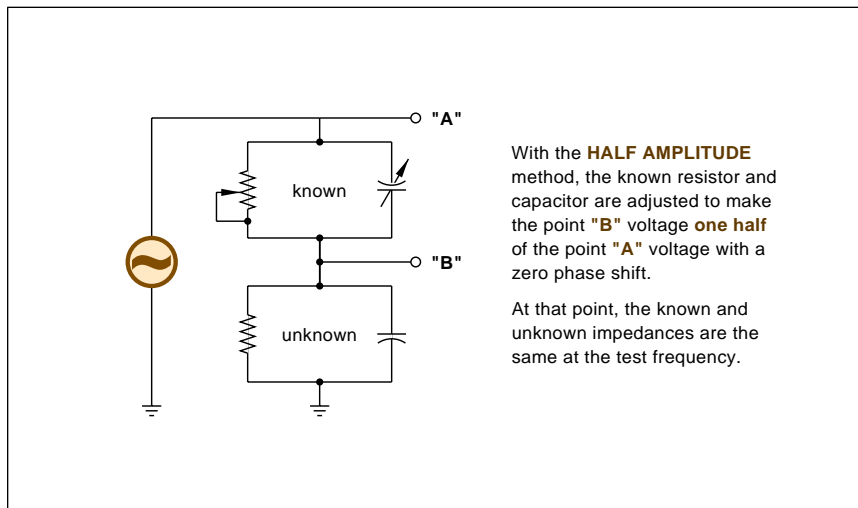 "A"
known
"B"
unknown
With the HALF AMPLITUDE
method, the known resistor and
capacitor are adjusted to make
the point "B" voltage one half
of the point "A" voltage with a
zero phase shift.
At that point, the known and
unknown impedances are the
same at the test frequency.